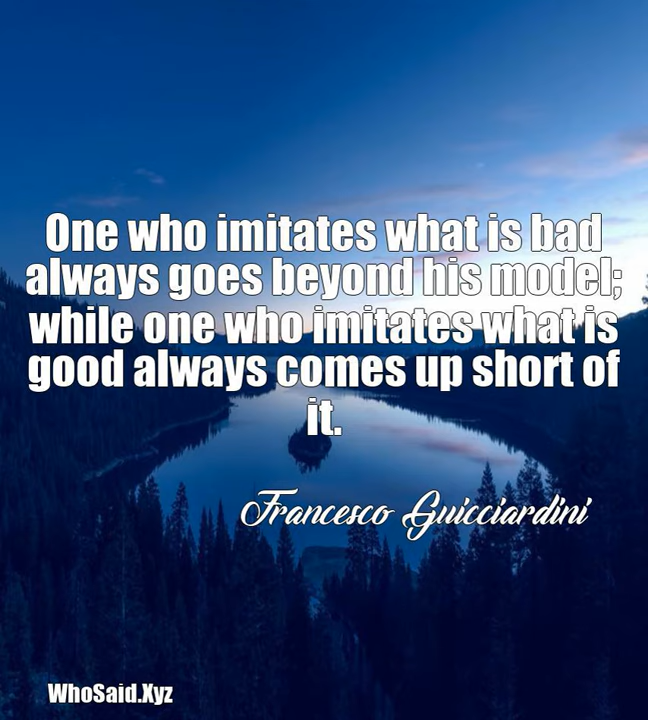 One who imitates what is bad
always goes beyond his model;
while one who imitates what is
good always comes up short of
it.
Francesco Guicciardini
WhoSaid.Xyz